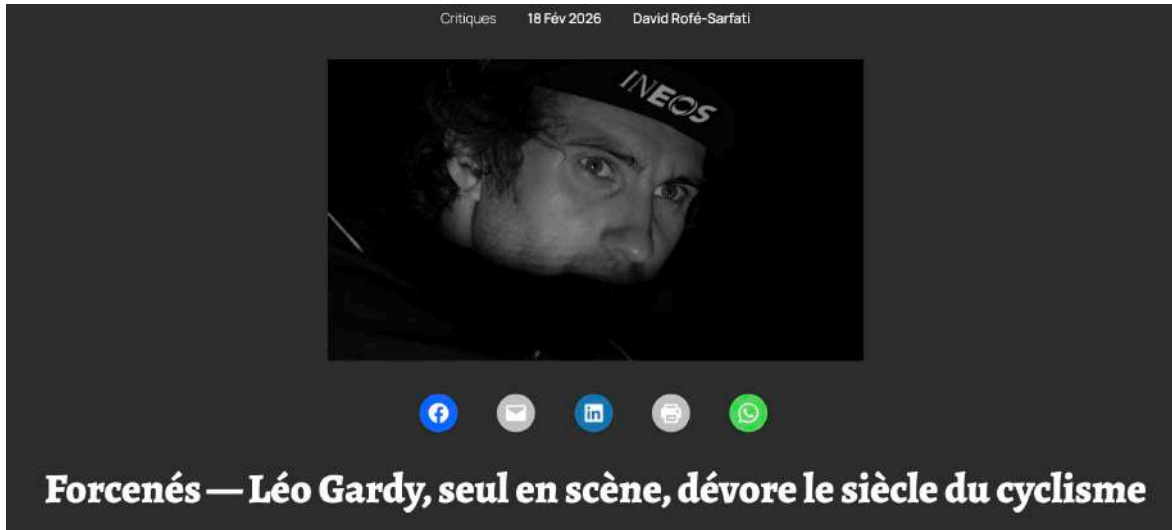 Critiques 18 Fév 2026 David Rofé-Sarfati
INEOS
Forcenés — Léo Gardy, seul en scène, dévore le siècle du cyclisme